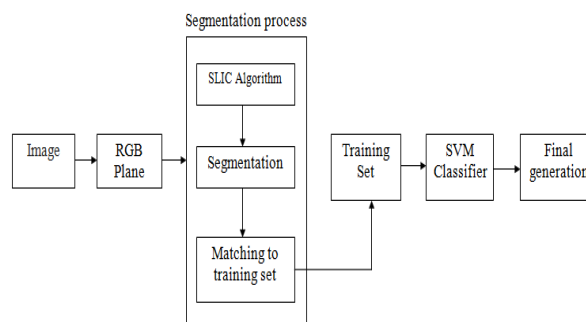 Segmentation process
SLIC Algorithm
Image
RGB
Plane
Segmentation
Matching to
training set
Training
Set
SVM
Classifier
Final
generation